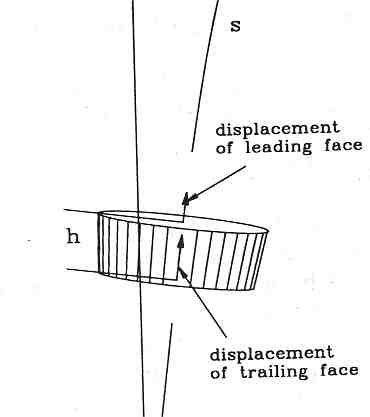 s
displacement
of leading face
h
displacement
of trailing face